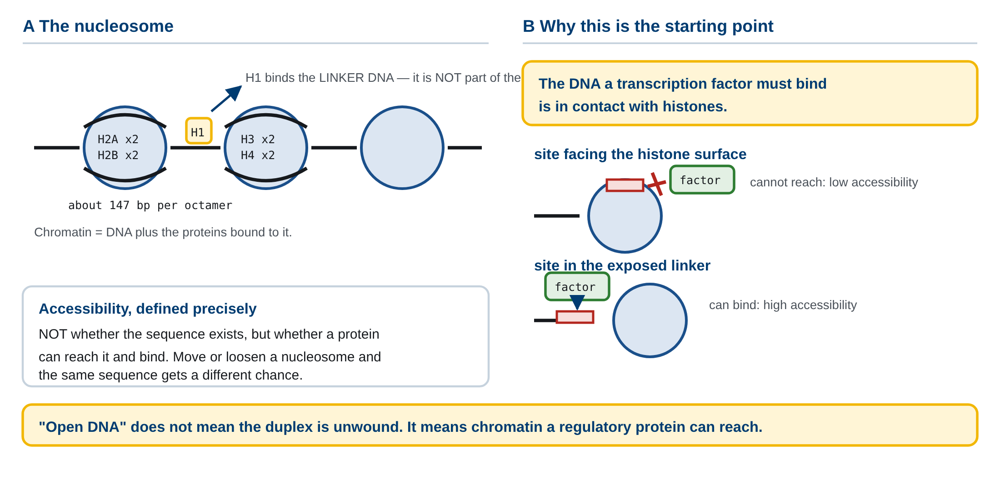 A The nucleosome
H1 binds the LINKER DNA — it is NOT part of the
H1
H2A x2
H2B x2
H3 x2
H4 x2
about 147 bp per octamer
Chromatin = DNA plus the proteins bound to it.
Accessibility, defined precisely
NOT whether the sequence exists, but whether a protein
can reach it and bind. Move or loosen a nucleosome and
the same sequence gets a different chance.
B Why this is the starting point
The DNA a transcription factor must bind
is in contact with histones.
site facing the histone surface
factor
cannot reach: low accessibility
site in the exposed linker
factor
can bind: high accessibility
"Open DNA" does not mean the duplex is unwound. It means chromatin a regulatory protein can reach.